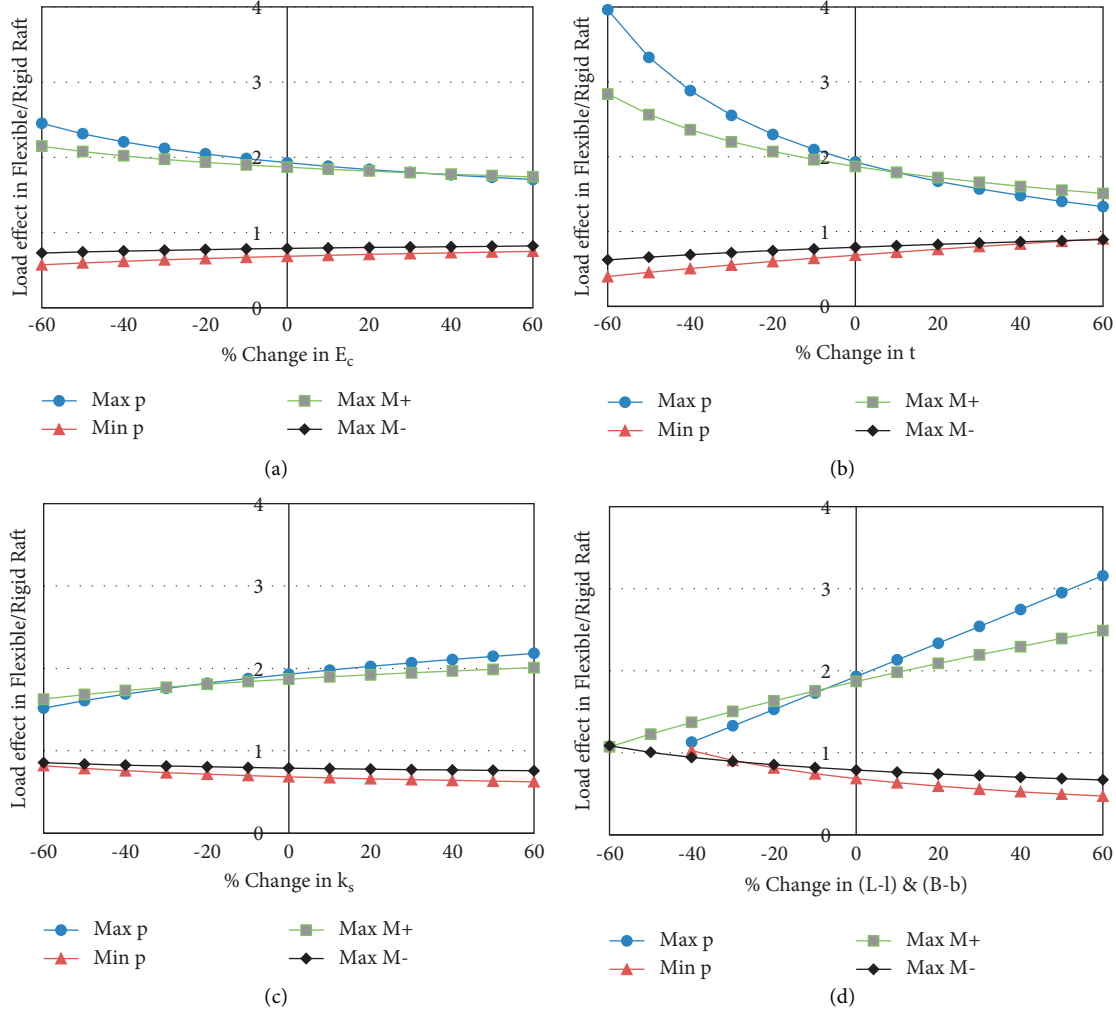 Load effect in Flexible/Rigid Raft
4
3
2
1
0
-60 -40 -20 0 20 40 60
% Change in E_c
Max p Max M+
Min p Max M-
(a)
Load effect in Flexible/Rigid Raft
4
3
2
1
0
-60 -40 -20 0 20 40 60
% Change in t
Max p Max M+
Min p Max M-
(b)
Load effect in Flexible/Rigid Raft
4
3
2
1
0
-60 -40 -20 0 20 40 60
% Change in k_s
Max p Max M+
Min p Max M-
(c)
Load effect in Flexible/Rigid Raft
4
3
2
1
0
-60 -40 -20 0 20 40 60
% Change in (L-l) & (B-b)
Max p Max M+
Min p Max M-
(d)